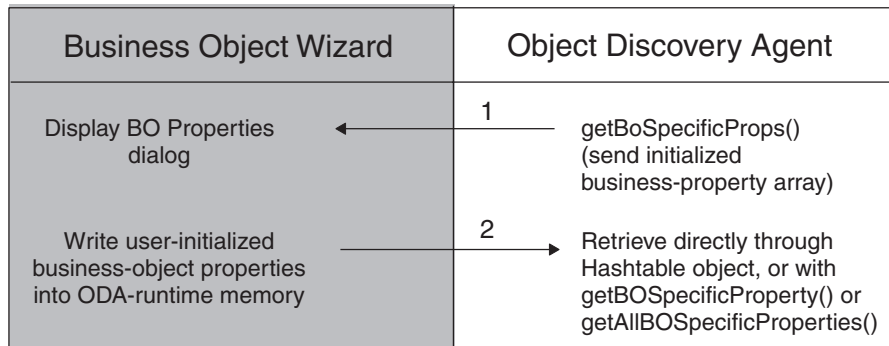 Business Object Wizard
Object Discovery Agent
Display BO Properties
dialog
1
getBoSpecificProps()
(send initialized
business-property array)
Write user-initialized
business-object properties
into ODA-runtime memory
2
Retrieve directly through
Hashtable object, or with
getBOSpecificProperty() or
getAllBOSpecificProperties()